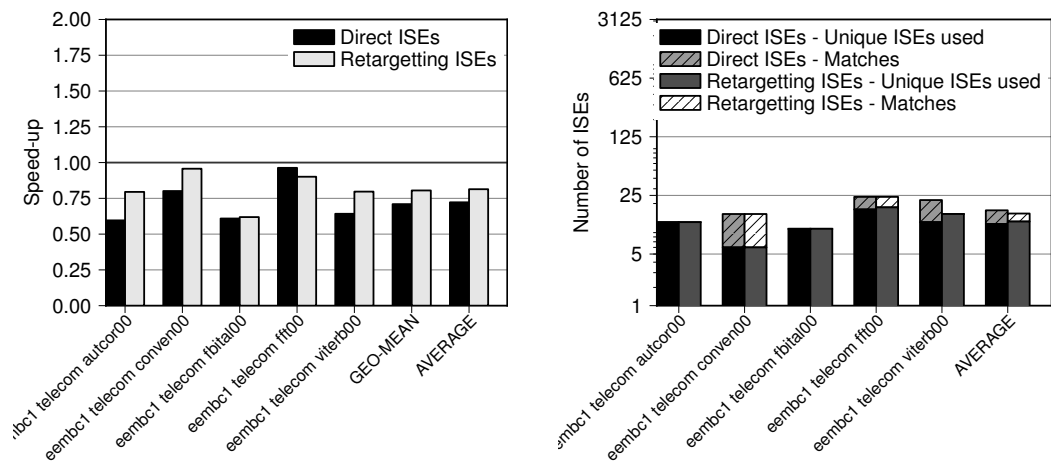 2.00
1.75
1.50
1.25
1.00
0.75
0.50
0.25
0.00
Speed-up
Direct ISEs
Retargetting ISEs
mbc1 telecom autcor00
eembc1 telecom conven00
eembc1 telecom fbital00
eembc1 telecom fft00
eembc1 telecom viterb00
GEO-MEAN
AVERAGE
3125
625
125
25
5
1
Number of ISEs
Direct ISEs - Unique ISEs used
Direct ISEs - Matches
Retargetting ISEs - Unique ISEs used
Retargetting ISEs - Matches
embc1 telecom autcor00
eembc1 telecom conven00
eembc1 telecom fbital00
eembc1 telecom fft00
eembc1 telecom viterb00
AVERAGE